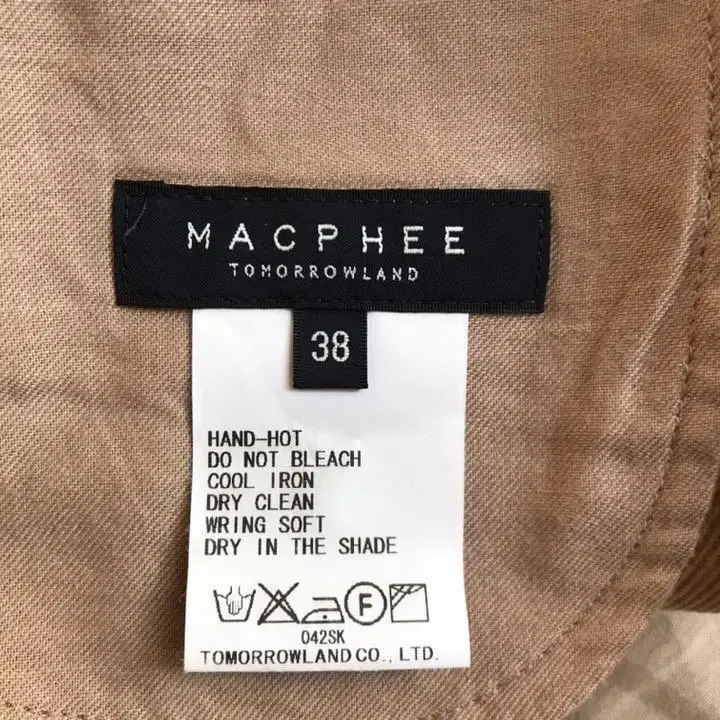 MACPHEE
TOMORROWLAND
38
HAND-HOT
DO NOT BLEACH
COOL IRON
DRY CLEAN
WRING SOFT
DRY IN THE SHADE
F
042SK
TOMORROWLAND CO., LTD.